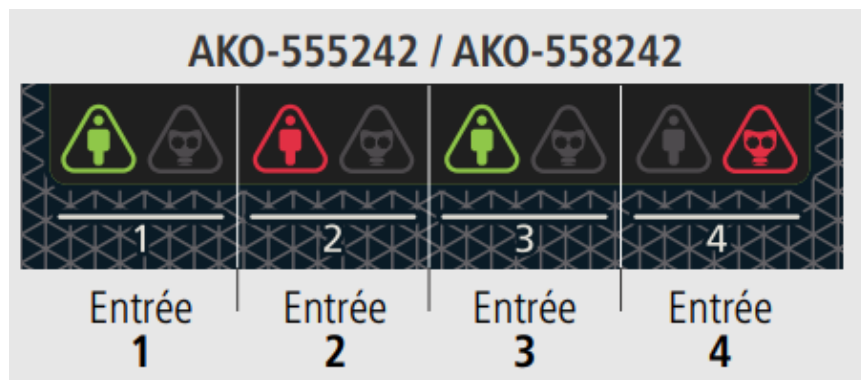 AKO-555242 / AKO-558242
1 2 3 4
Entrée Entrée Entrée Entrée
1 2 3 4